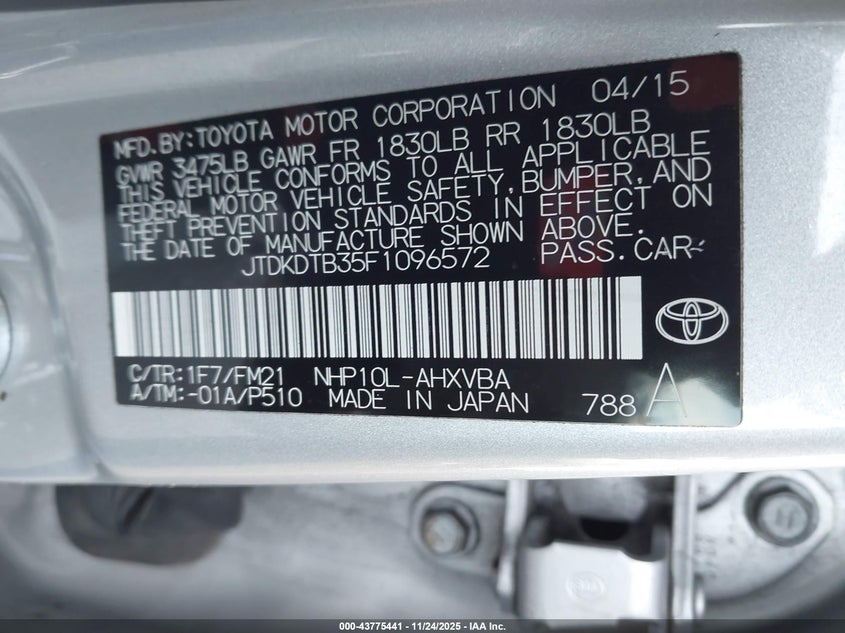 MFD.BY:TOYOTA MOTOR CORPORATION 04/15
GVWR 3475LB GAWR FR 1830LB RR 1830LB
THIS VEHICLE CONFORMS TO ALL APPLICABLE
FEDERAL MOTOR VEHICLE SAFETY,BUMPER,AND
THEFT PREVENTION STANDARDS IN EFFECT ON
THE DATE OF MANUFACTURE SHOWN ABOVE.
JTDKDTB35F1096572 PASS.CAR
C/TR:1F7/FM21 NHP10L-AHXVBA
A/TM:-01A/P510 MADE IN JAPAN 788 A
000-43775441 - 11/24/2025 - IAA Inc.